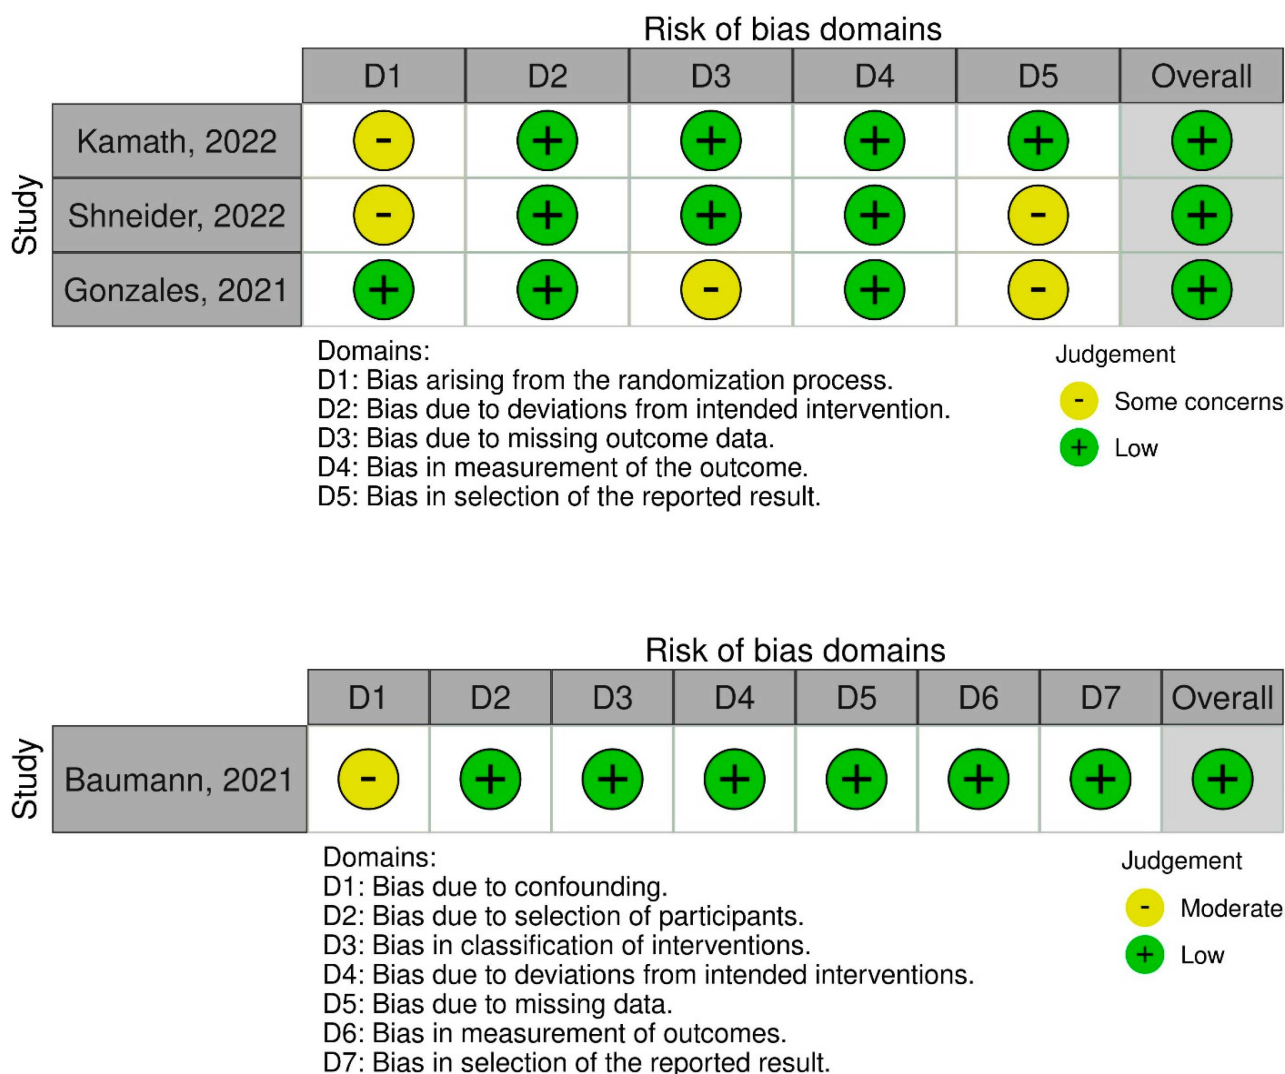 Risk of bias domains
D1 D2 D3 D4 D5 Overall
Study
Kamath, 2022 - + + + + +
Shneider, 2022 - + + + - +
Gonzales, 2021 + + - + - +
Domains:
D1: Bias arising from the randomization process.
D2: Bias due to deviations from intended intervention.
D3: Bias due to missing outcome data.
D4: Bias in measurement of the outcome.
D5: Bias in selection of the reported result.
Judgement
- Some concerns
+ Low
Risk of bias domains
D1 D2 D3 D4 D5 D6 D7 Overall
Study
Baumann, 2021 - + + + + + + +
Domains:
D1: Bias due to confounding.
D2: Bias due to selection of participants.
D3: Bias in classification of interventions.
D4: Bias due to deviations from intended interventions.
D5: Bias due to missing data.
D6: Bias in measurement of outcomes.
D7: Bias in selection of the reported result.
Judgement
- Moderate
+ Low